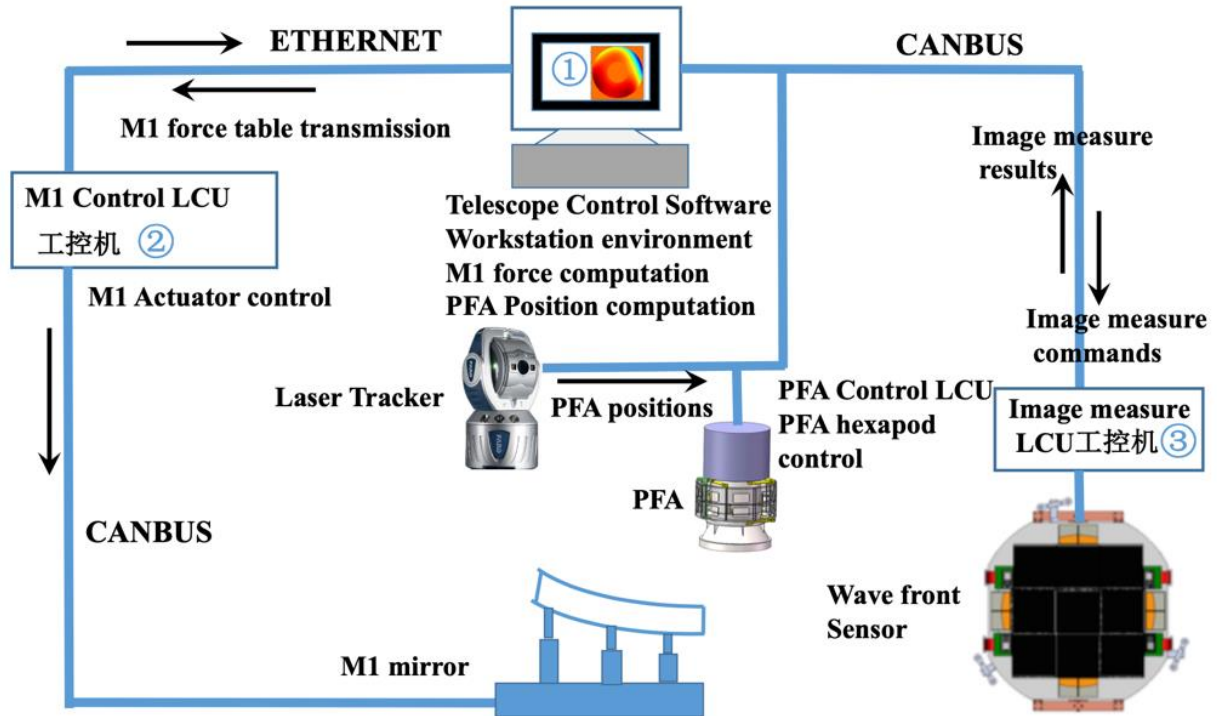 ETHERNET
CANBUS
①
M1 force table transmission
Image measure
results
M1 Control LCU
工控机 ②
Telescope Control Software
Workstation environment
M1 force computation
PFA Position computation
M1 Actuator control
Image measure
commands
Laser Tracker
PFA positions
PFA Control LCU
PFA hexapod
control
Image measure
LCU工控机③
PFA
CANBUS
Wave front
Sensor
M1 mirror